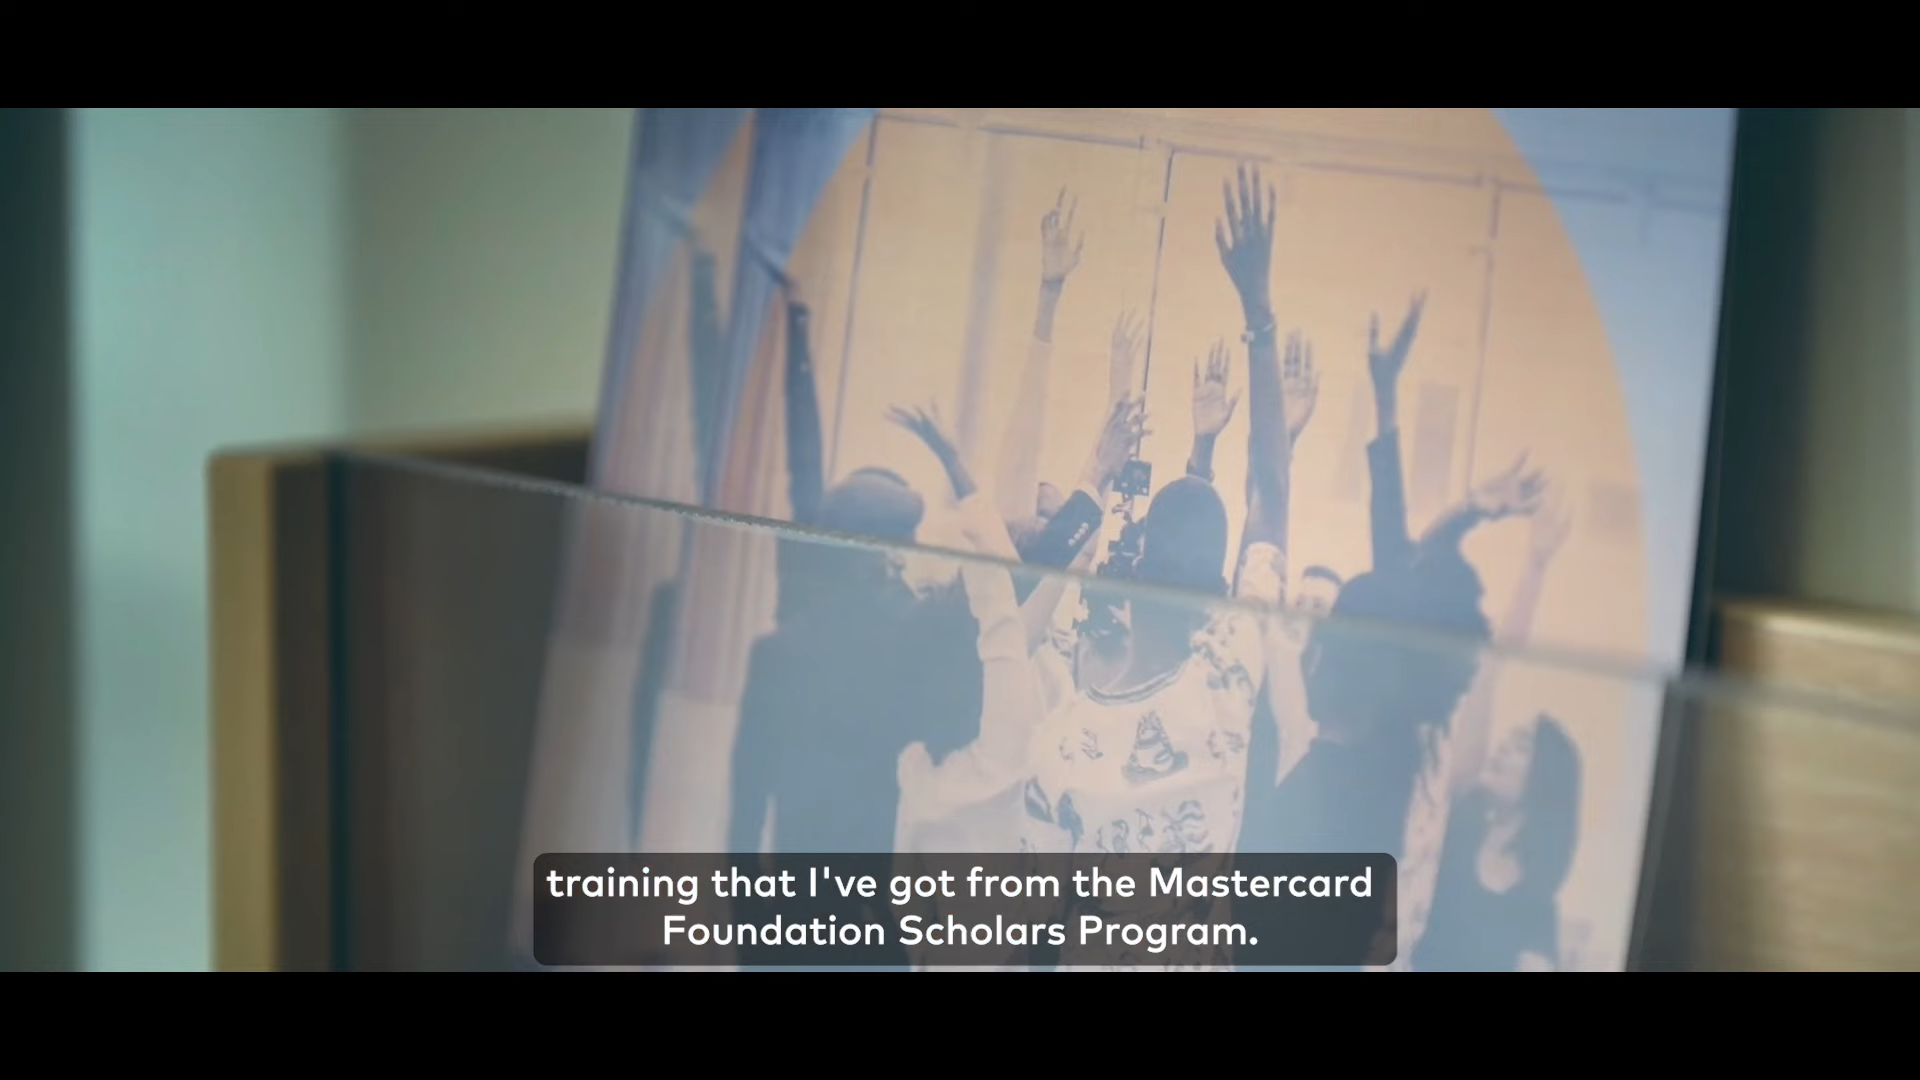 training that I've got from the Mastercard
Foundation Scholars Program.